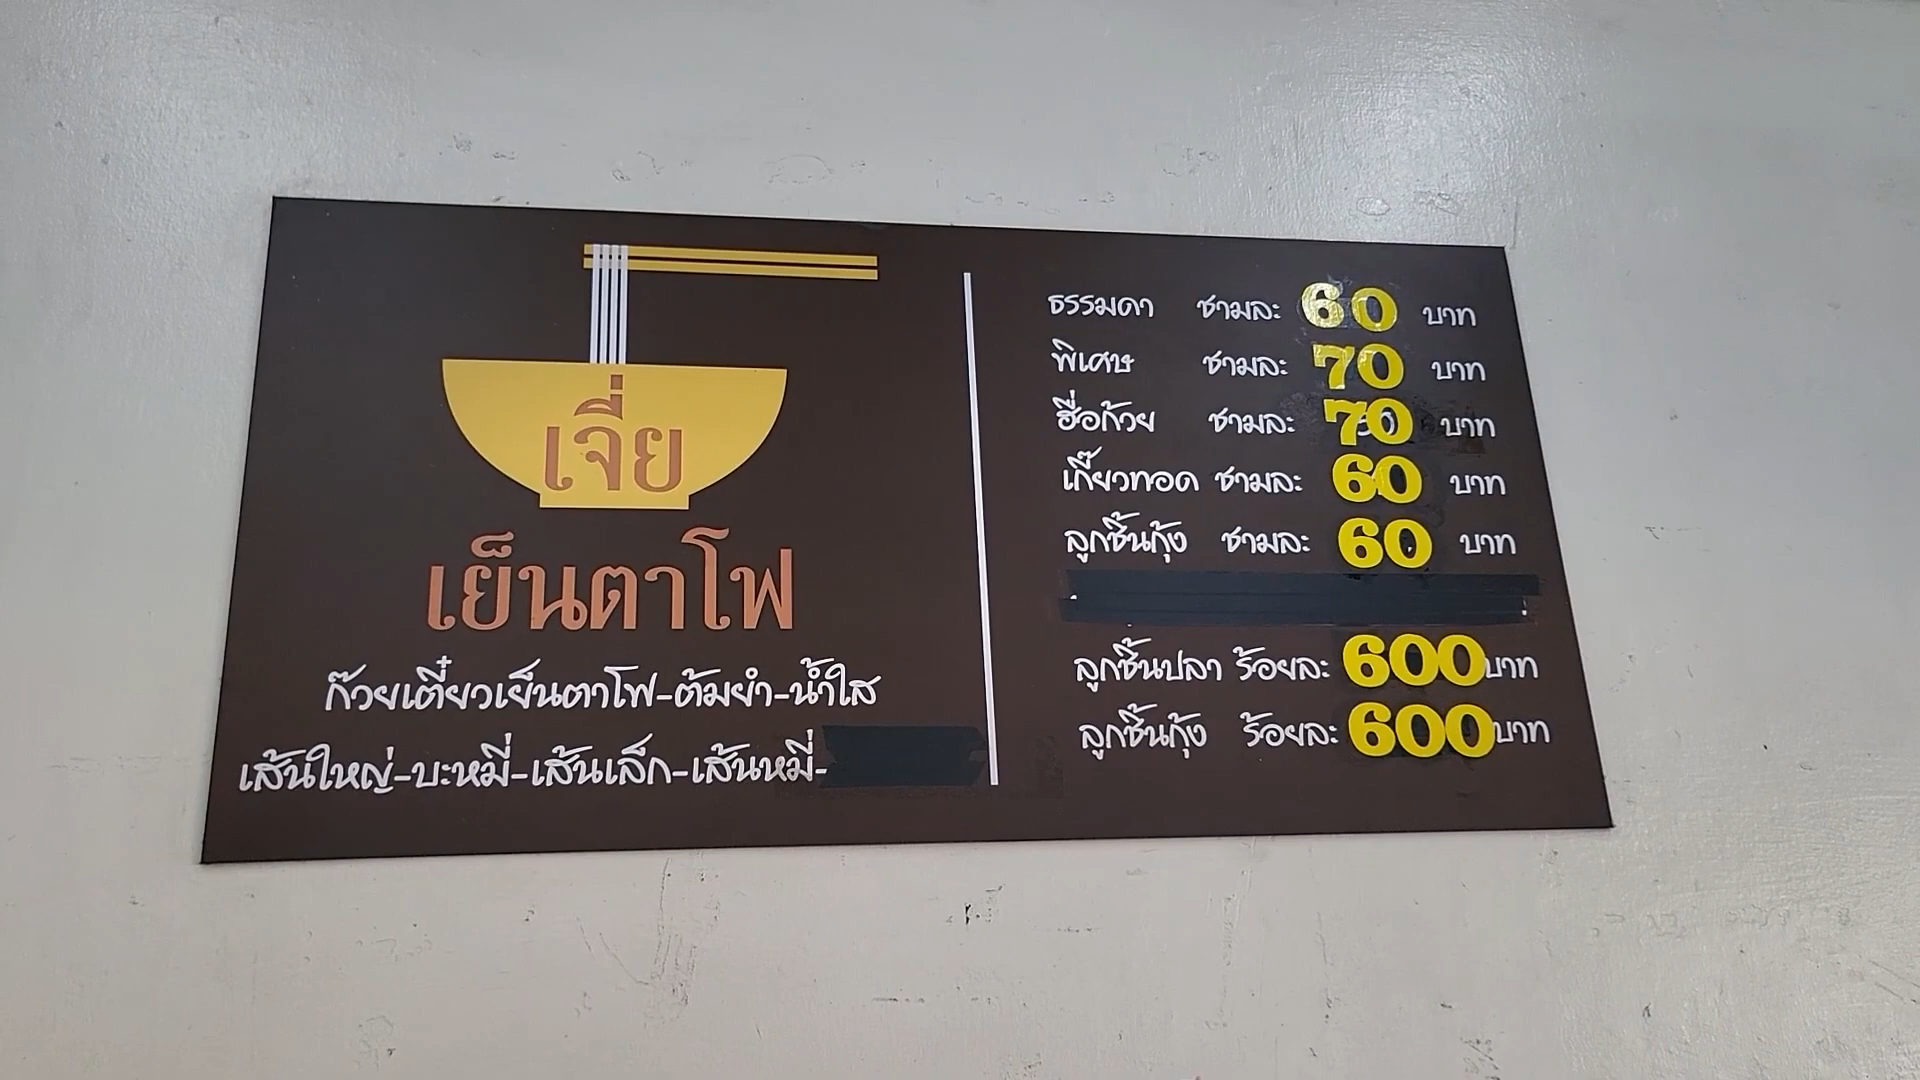 เจี่ย
เย็นตาโฟ
ก๊วยเตี๋ยวเย็นตาโฟ-ต้มยำ-น้ำใส
เส้นใหญ่-บะหมี่-เส้นเล็ก-เส้นหมี่-
ธรรมดา ชามละ 60 บาท
พิเศษ ชามละ 70 บาท
ฮื่อก้วย ชามละ 70 บาท
เกี๊ยวทอด ชามละ 60 บาท
ลูกชิ้นกุ้ง ชามละ 60 บาท
ลูกชิ้นปลา ร้อยละ 600 บาท
ลูกชิ้นกุ้ง ร้อยละ 600 บาท